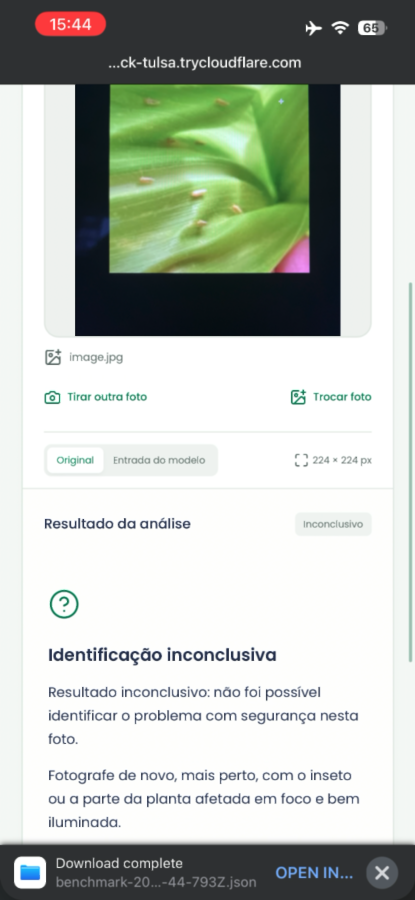 15:44
65
...ck-tulsa.trycloudflare.com
image.jpg
Tirar outra foto
Trocar foto
Original
Entrada do modelo
224 × 224 px
Resultado da análise
Inconclusivo
Identificação inconclusiva
Resultado inconclusivo: não foi possível
identificar o problema com segurança nesta
foto.
Fotografe de novo, mais perto, com o inseto
ou a parte da planta afetada em foco e bem
iluminada.
Download complete
benchmark-20...-44-793Z.json
OPEN IN...